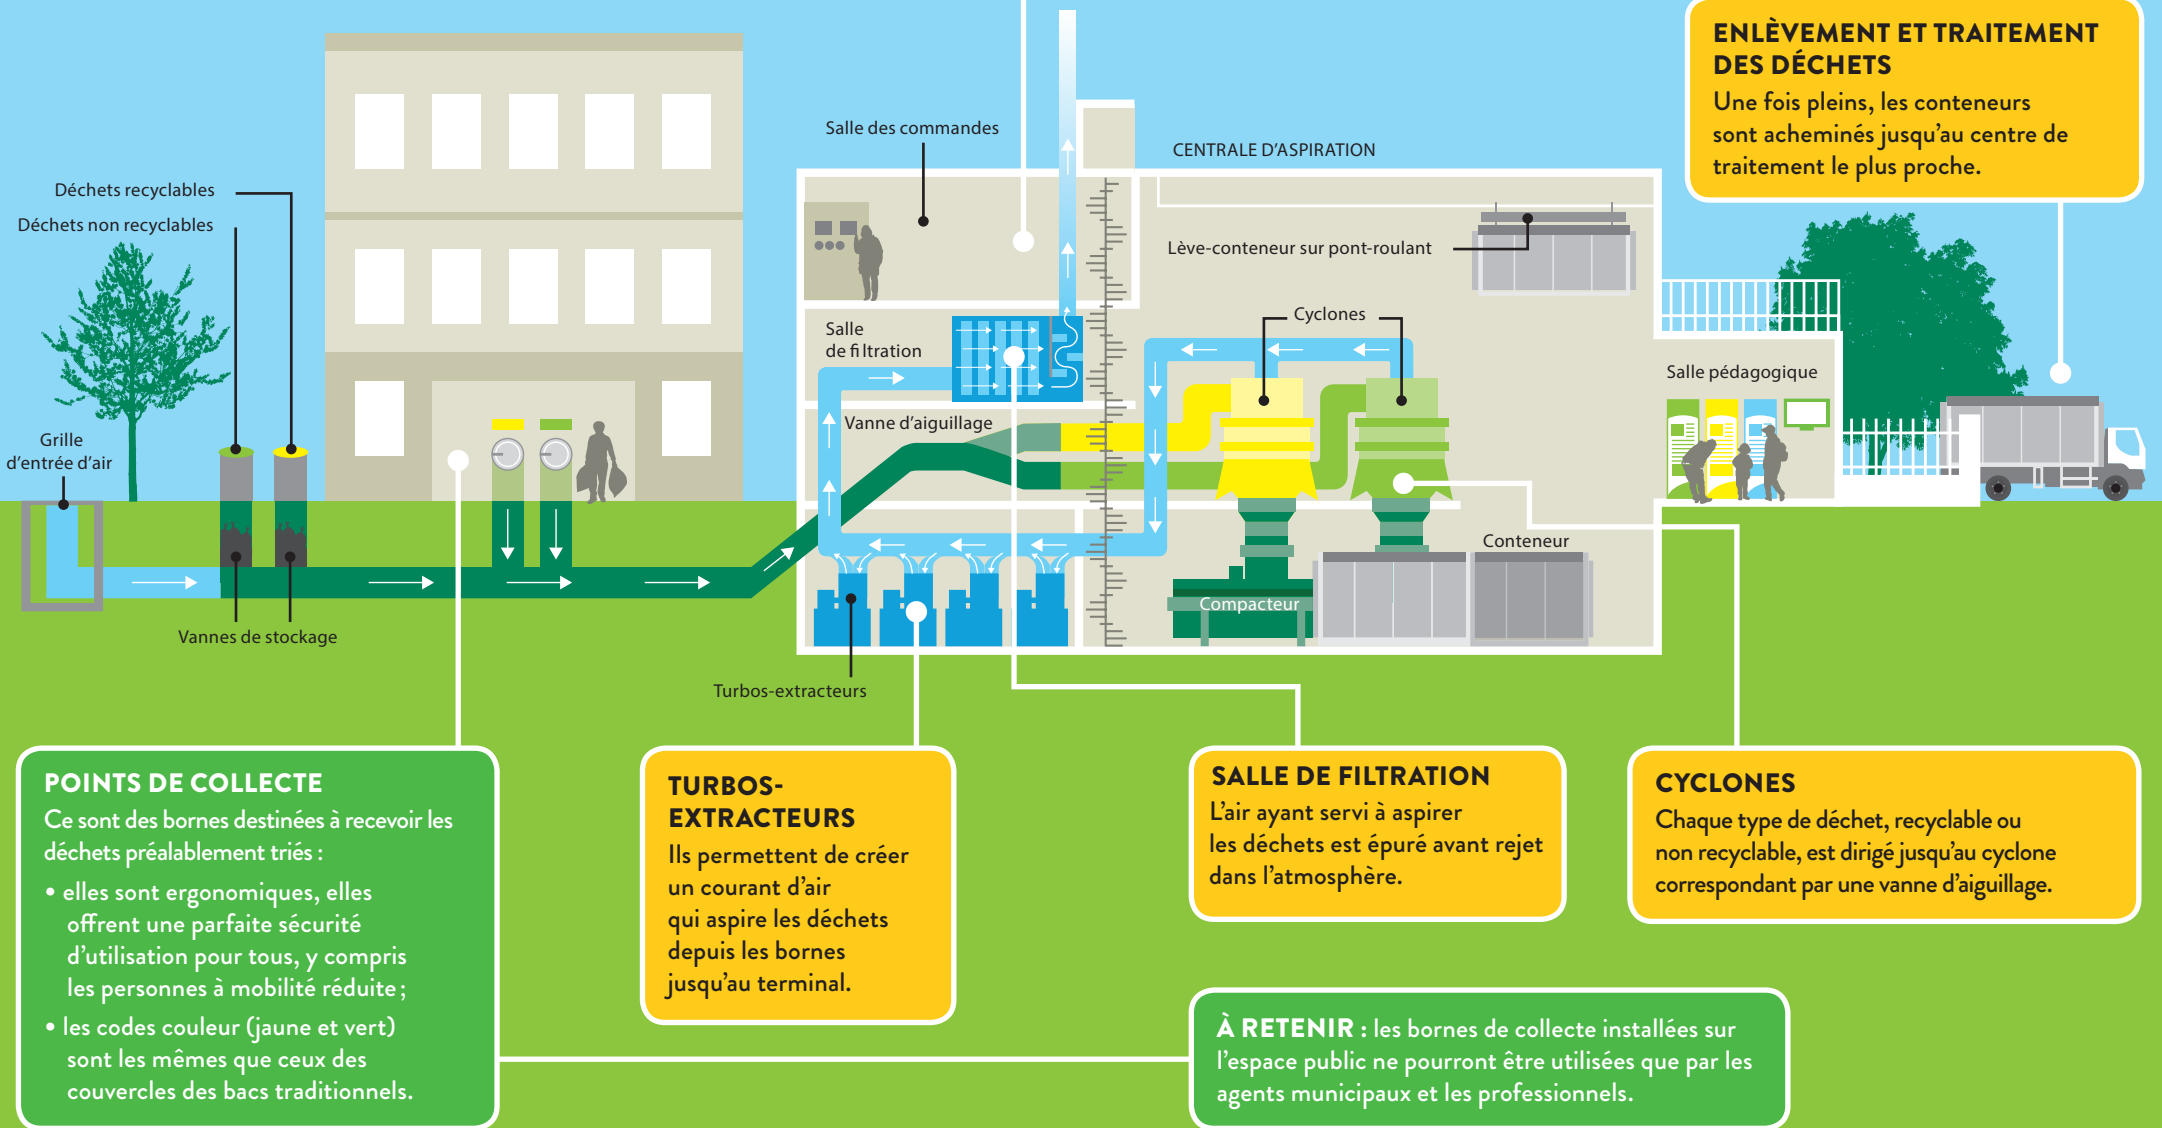 ENLÈVEMENT ET TRAITEMENT
DES DÉCHETS
Une fois pleins, les conteneurs
sont acheminés jusqu’au centre de
traitement le plus proche.
Salle des commandes
CENTRALE D’ASPIRATION
Déchets recyclables
Déchets non recyclables
Lève-conteneur sur pont-roulant
Cyclones
Salle
de filtration
Salle pédagogique
Vanne d’aiguillage
Grille
d’entrée d’air
Conteneur
Compacteur
Vannes de stockage
Turbos-extracteurs
POINTS DE COLLECTE
Ce sont des bornes destinées à recevoir les
déchets préalablement triés :
• elles sont ergonomiques, elles
offrent une parfaite sécurité
d’utilisation pour tous, y compris
les personnes à mobilité réduite ;
• les codes couleur (jaune et vert)
sont les mêmes que ceux des
couvercles des bacs traditionnels.
TURBOS-
EXTRACTEURS
Ils permettent de créer
un courant d’air
qui aspire les déchets
depuis les bornes
jusqu’au terminal.
SALLE DE FILTRATION
L’air ayant servi à aspirer
les déchets est épuré avant rejet
dans l’atmosphère.
CYCLONES
Chaque type de déchet, recyclable ou
non recyclable, est dirigé jusqu’au cyclone
correspondant par une vanne d’aiguillage.
À RETENIR : les bornes de collecte installées sur
l’espace public ne pourront être utilisées que par les
agents municipaux et les professionnels.